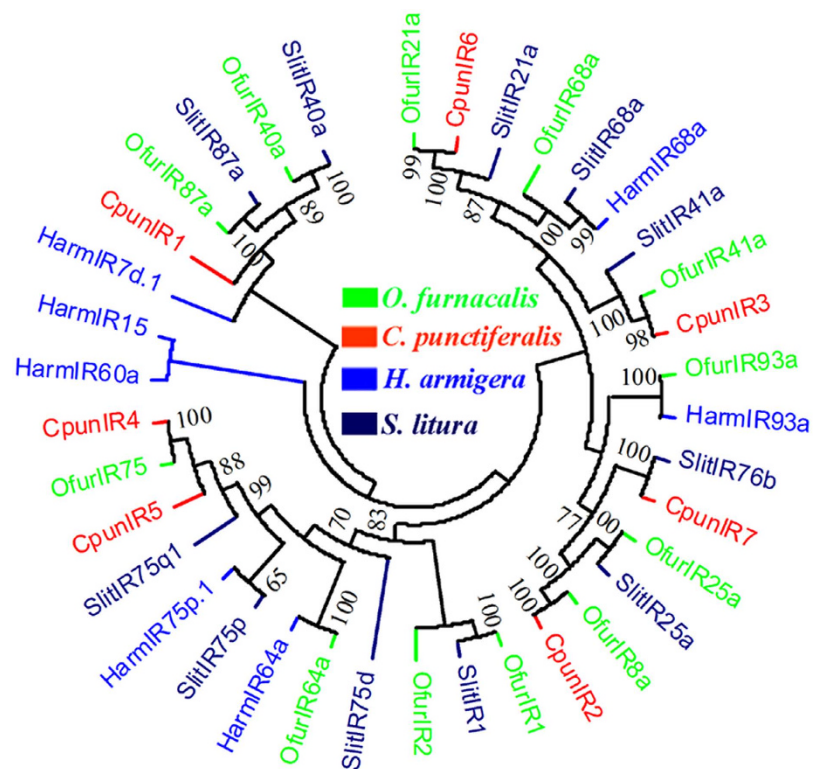 OfurIR21a
CpunIR6
SlitIR21a
OfurIR68a
SlitIR68a
HarmIR68a
SlitIR41a
OfurIR41a
CpunIR3
OfurIR93a
HarmIR93a
SlitIR76b
CpunIR7
OfurIR25a
SlitIR25a
OfurIR8a
CpunIR2
OfurIR1
SlitIR1
OfurIR2
SlitIR75d
OfurIR64a
HarmIR64a
SlitIR75p
HarmIR75p.1
SlitIR75q1
CpunIR5
OfurIR75
CpunIR4
HarmIR60a
HarmIR15
HarmIR7d.1
CpunIR1
OfurIR87a
SlitIR87a
OfurIR40a
SlitIR40a
99
100
87
00
99
100
98
100
100
77
00
100
100
100
83
70
100
65
99
88
100
100
89
100
O. furnacalis
C. punctiferalis
H. armigera
S. litura